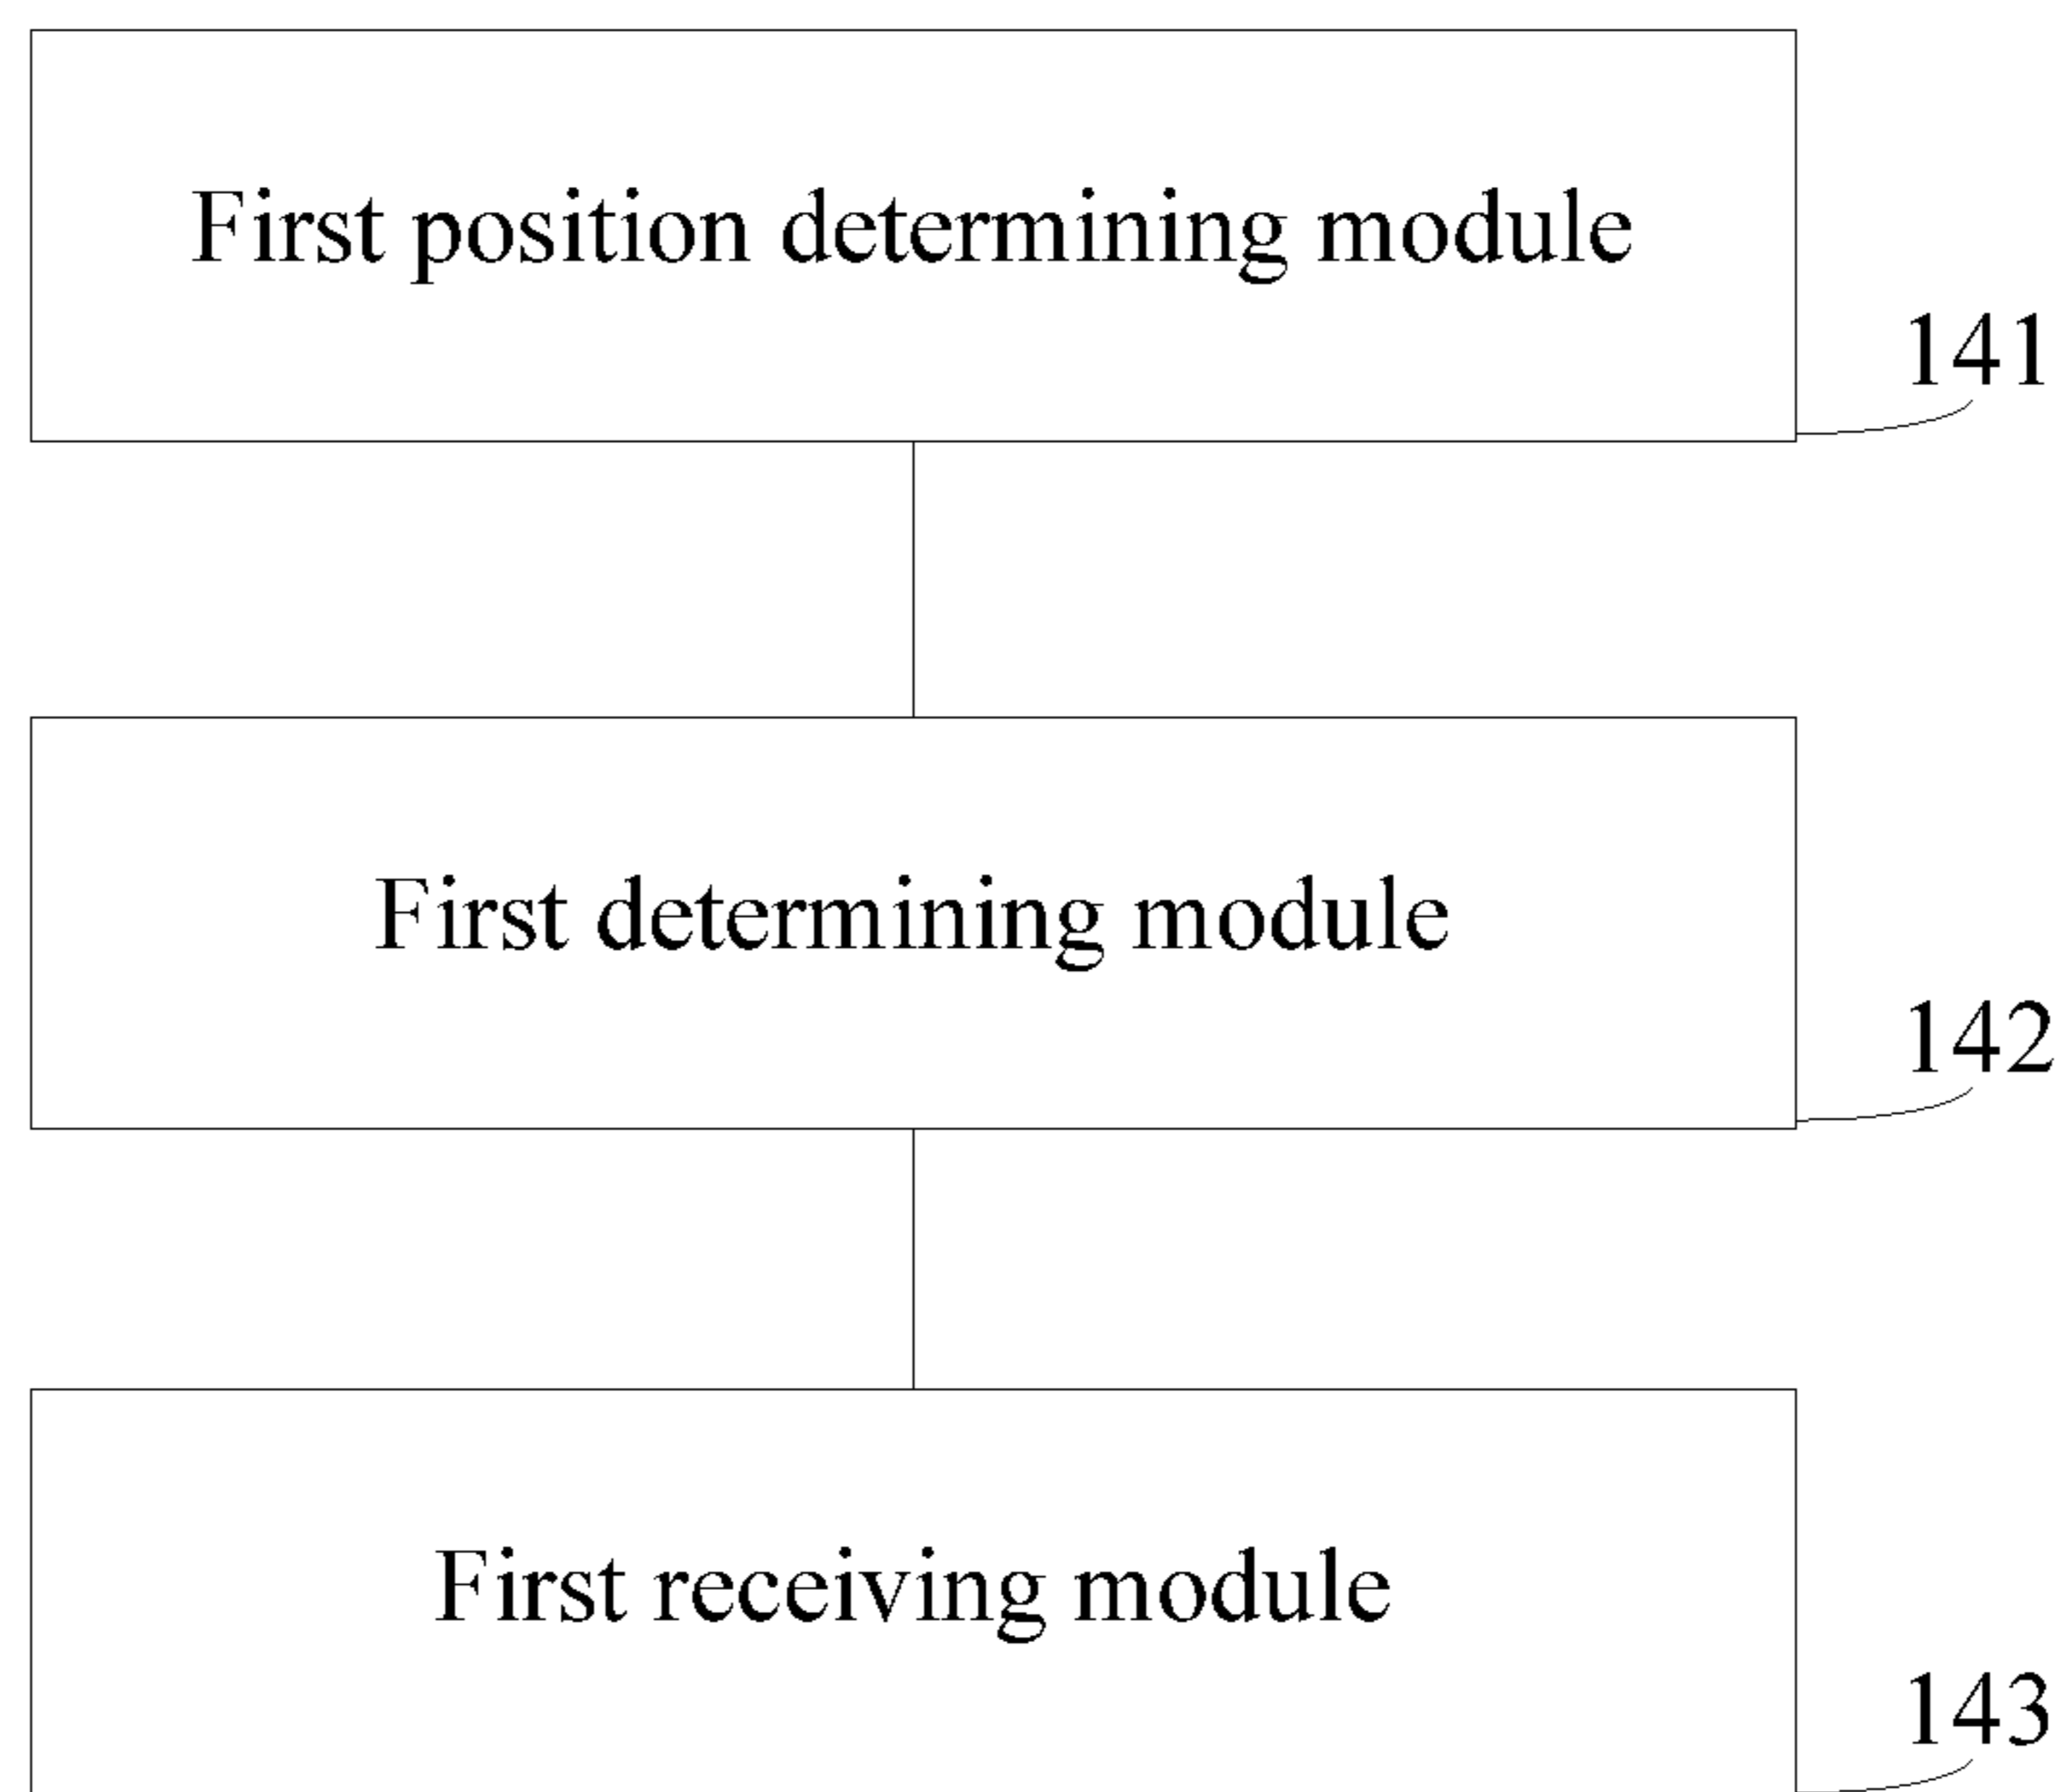 First position determining module
141
First determining module
142
First receiving module
143